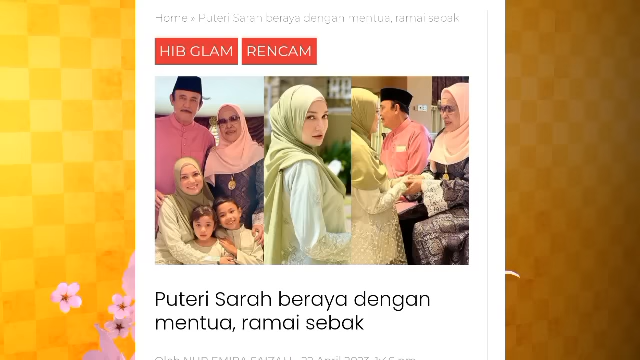 Home » Puteri Sarah beraya dengan mentua, ramai sebak
HIB GLAM RENCAM
Puteri Sarah beraya dengan
mentua, ramai sebak